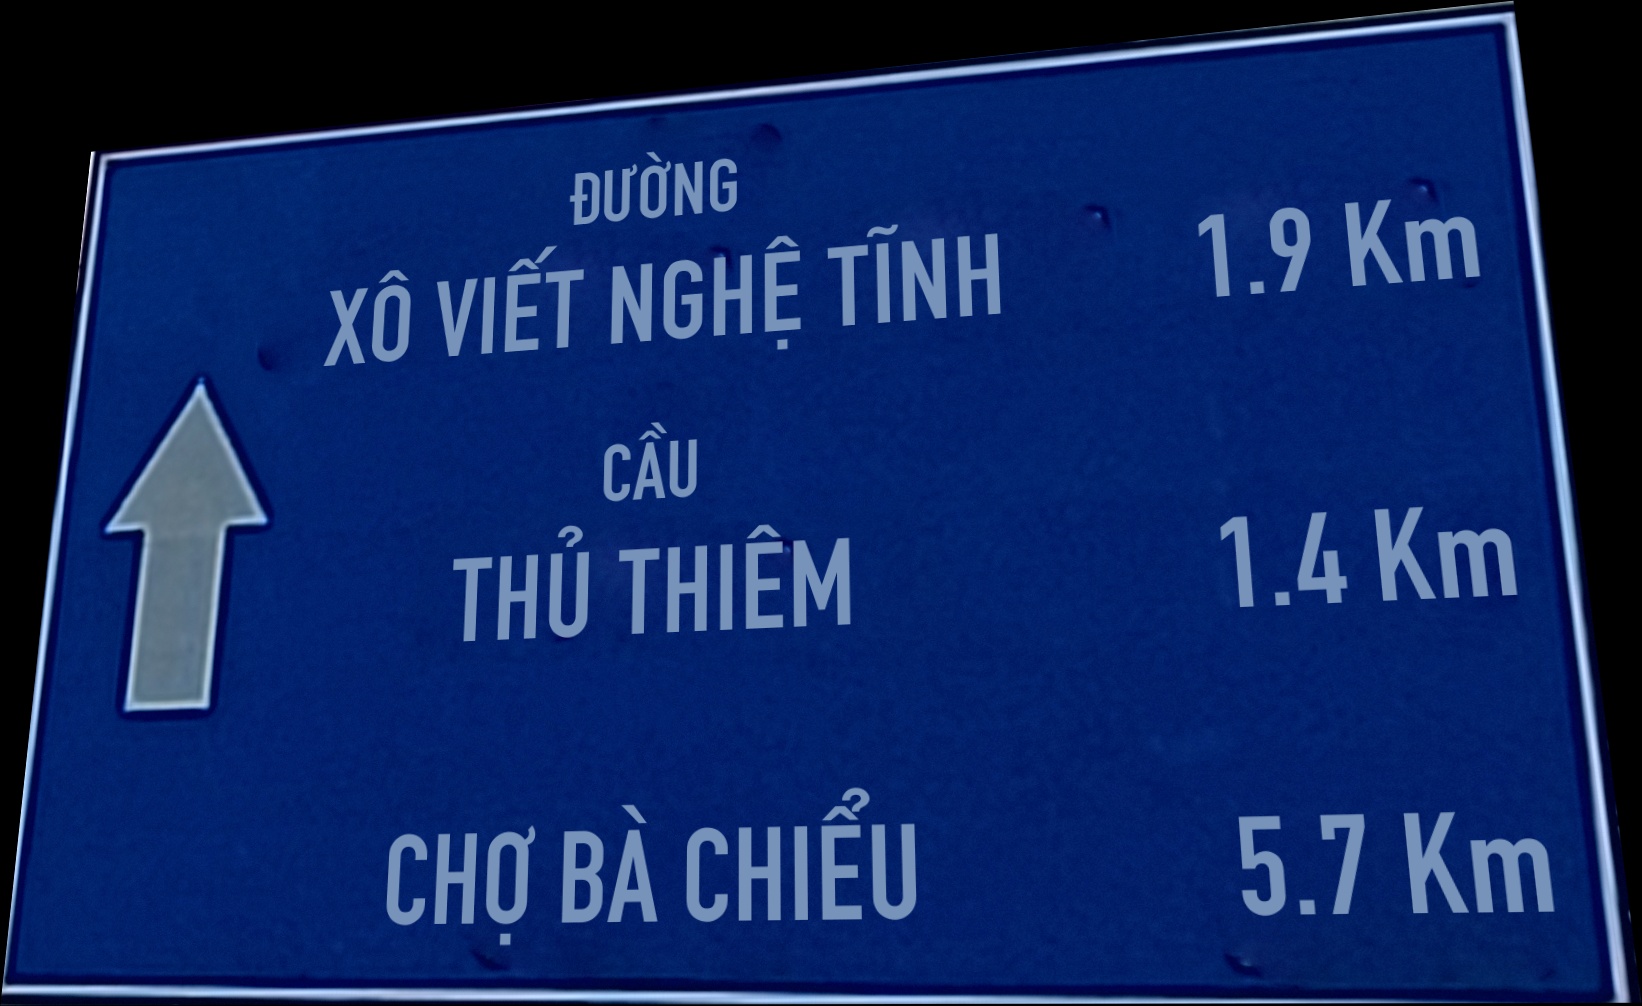 ĐƯỜNG
XÔ VIẾT NGHỆ TĨNH 1.9 Km
CẦU
THỦ THIÊM 1.4 Km
CHỢ BÀ CHIỂU 5.7 Km